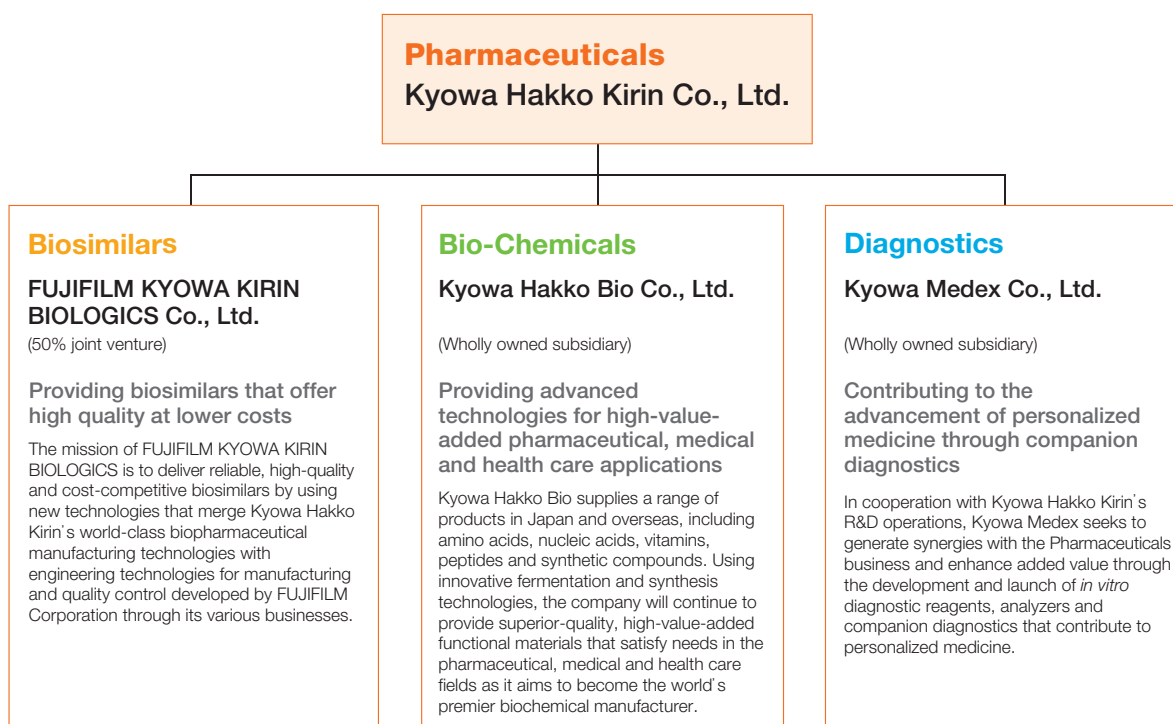 Pharmaceuticals
Kyowa Hakko Kirin Co., Ltd.
Biosimilars
FUJIFILM KYOWA KIRIN
BIOLOGICS Co., Ltd.
(50% joint venture)
Providing biosimilars that offer
high quality at lower costs
The mission of FUJIFILM KYOWA KIRIN
BIOLOGICS is to deliver reliable, high-quality
and cost-competitive biosimilars by using
new technologies that merge Kyowa Hakko
Kirin's world-class biopharmaceutical
manufacturing technologies with
engineering technologies for manufacturing
and quality control developed by FUJIFILM
Corporation through its various businesses.
Bio-Chemicals
Kyowa Hakko Bio Co., Ltd.
(Wholly owned subsidiary)
Providing advanced
technologies for high-value-
added pharmaceutical, medical
and health care applications
Kyowa Hakko Bio supplies a range of
products in Japan and overseas, including
amino acids, nucleic acids, vitamins,
peptides and synthetic compounds. Using
innovative fermentation and synthesis
technologies, the company will continue to
provide superior-quality, high-value-added
functional materials that satisfy needs in the
pharmaceutical, medical and health care
fields as it aims to become the world's
premier biochemical manufacturer.
Diagnostics
Kyowa Medex Co., Ltd.
(Wholly owned subsidiary)
Contributing to the
advancement of personalized
medicine through companion
diagnostics
In cooperation with Kyowa Hakko Kirin's
R&D operations, Kyowa Medex seeks to
generate synergies with the Pharmaceuticals
business and enhance added value through
the development and launch of in vitro
diagnostic reagents, analyzers and
companion diagnostics that contribute to
personalized medicine.